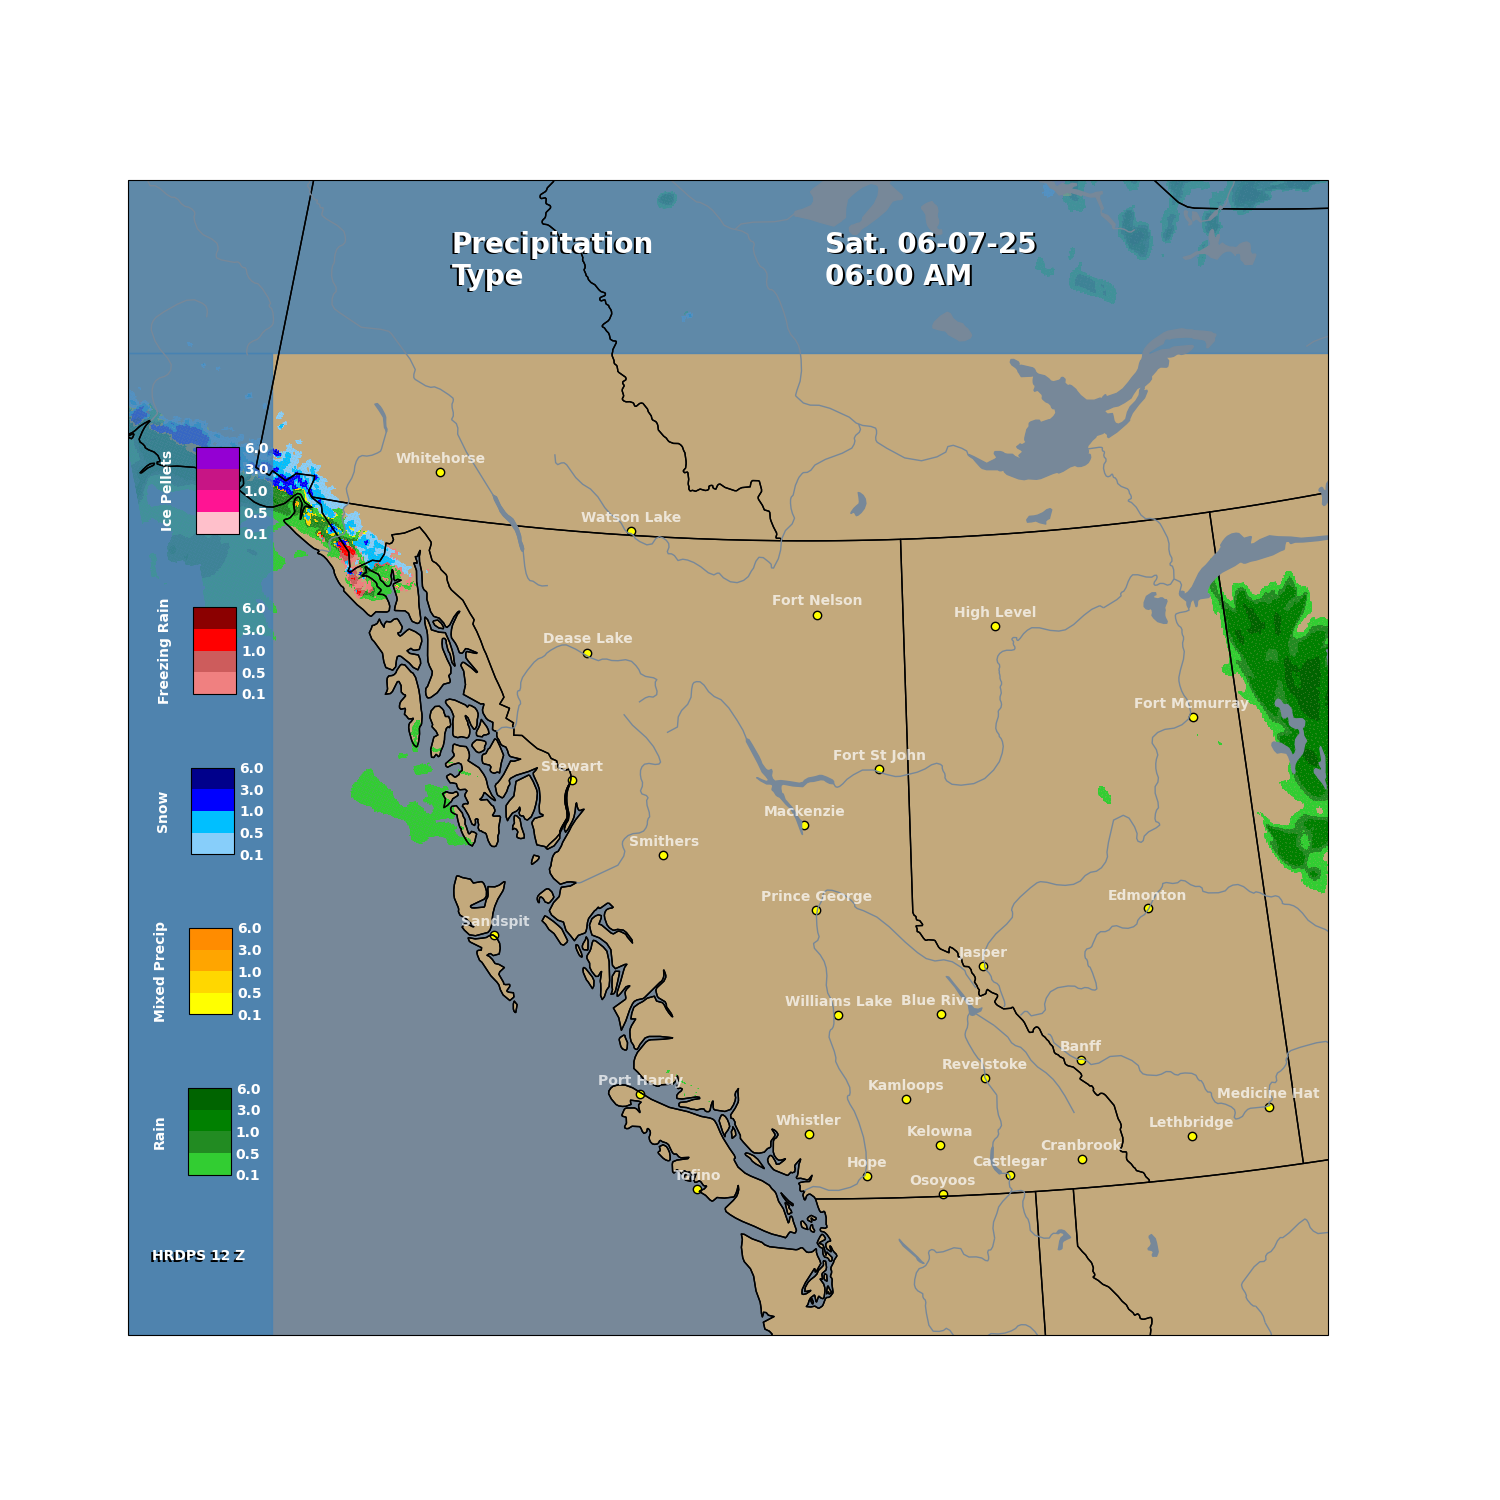 Precipitation
Type
Sat. 06-07-25
06:00 AM
Ice Pellets
6.0
3.0
1.0
0.5
0.1
Freezing Rain
6.0
3.0
1.0
0.5
0.1
Snow
6.0
3.0
1.0
0.5
0.1
Mixed Precip
6.0
3.0
1.0
0.5
0.1
Rain
6.0
3.0
1.0
0.5
0.1
HRDPS 12 Z
Whitehorse
Watson Lake
Fort Nelson
High Level
Dease Lake
Fort Mcmurray
Fort St John
Stewart
Mackenzie
Smithers
Prince George
Edmonton
Sandspit
Jasper
Williams Lake
Blue River
Banff
Revelstoke
Port Hardy
Kamloops
Medicine Hat
Whistler
Lethbridge
Kelowna
Cranbrook
Hope
Castlegar
Tofino
Osoyoos